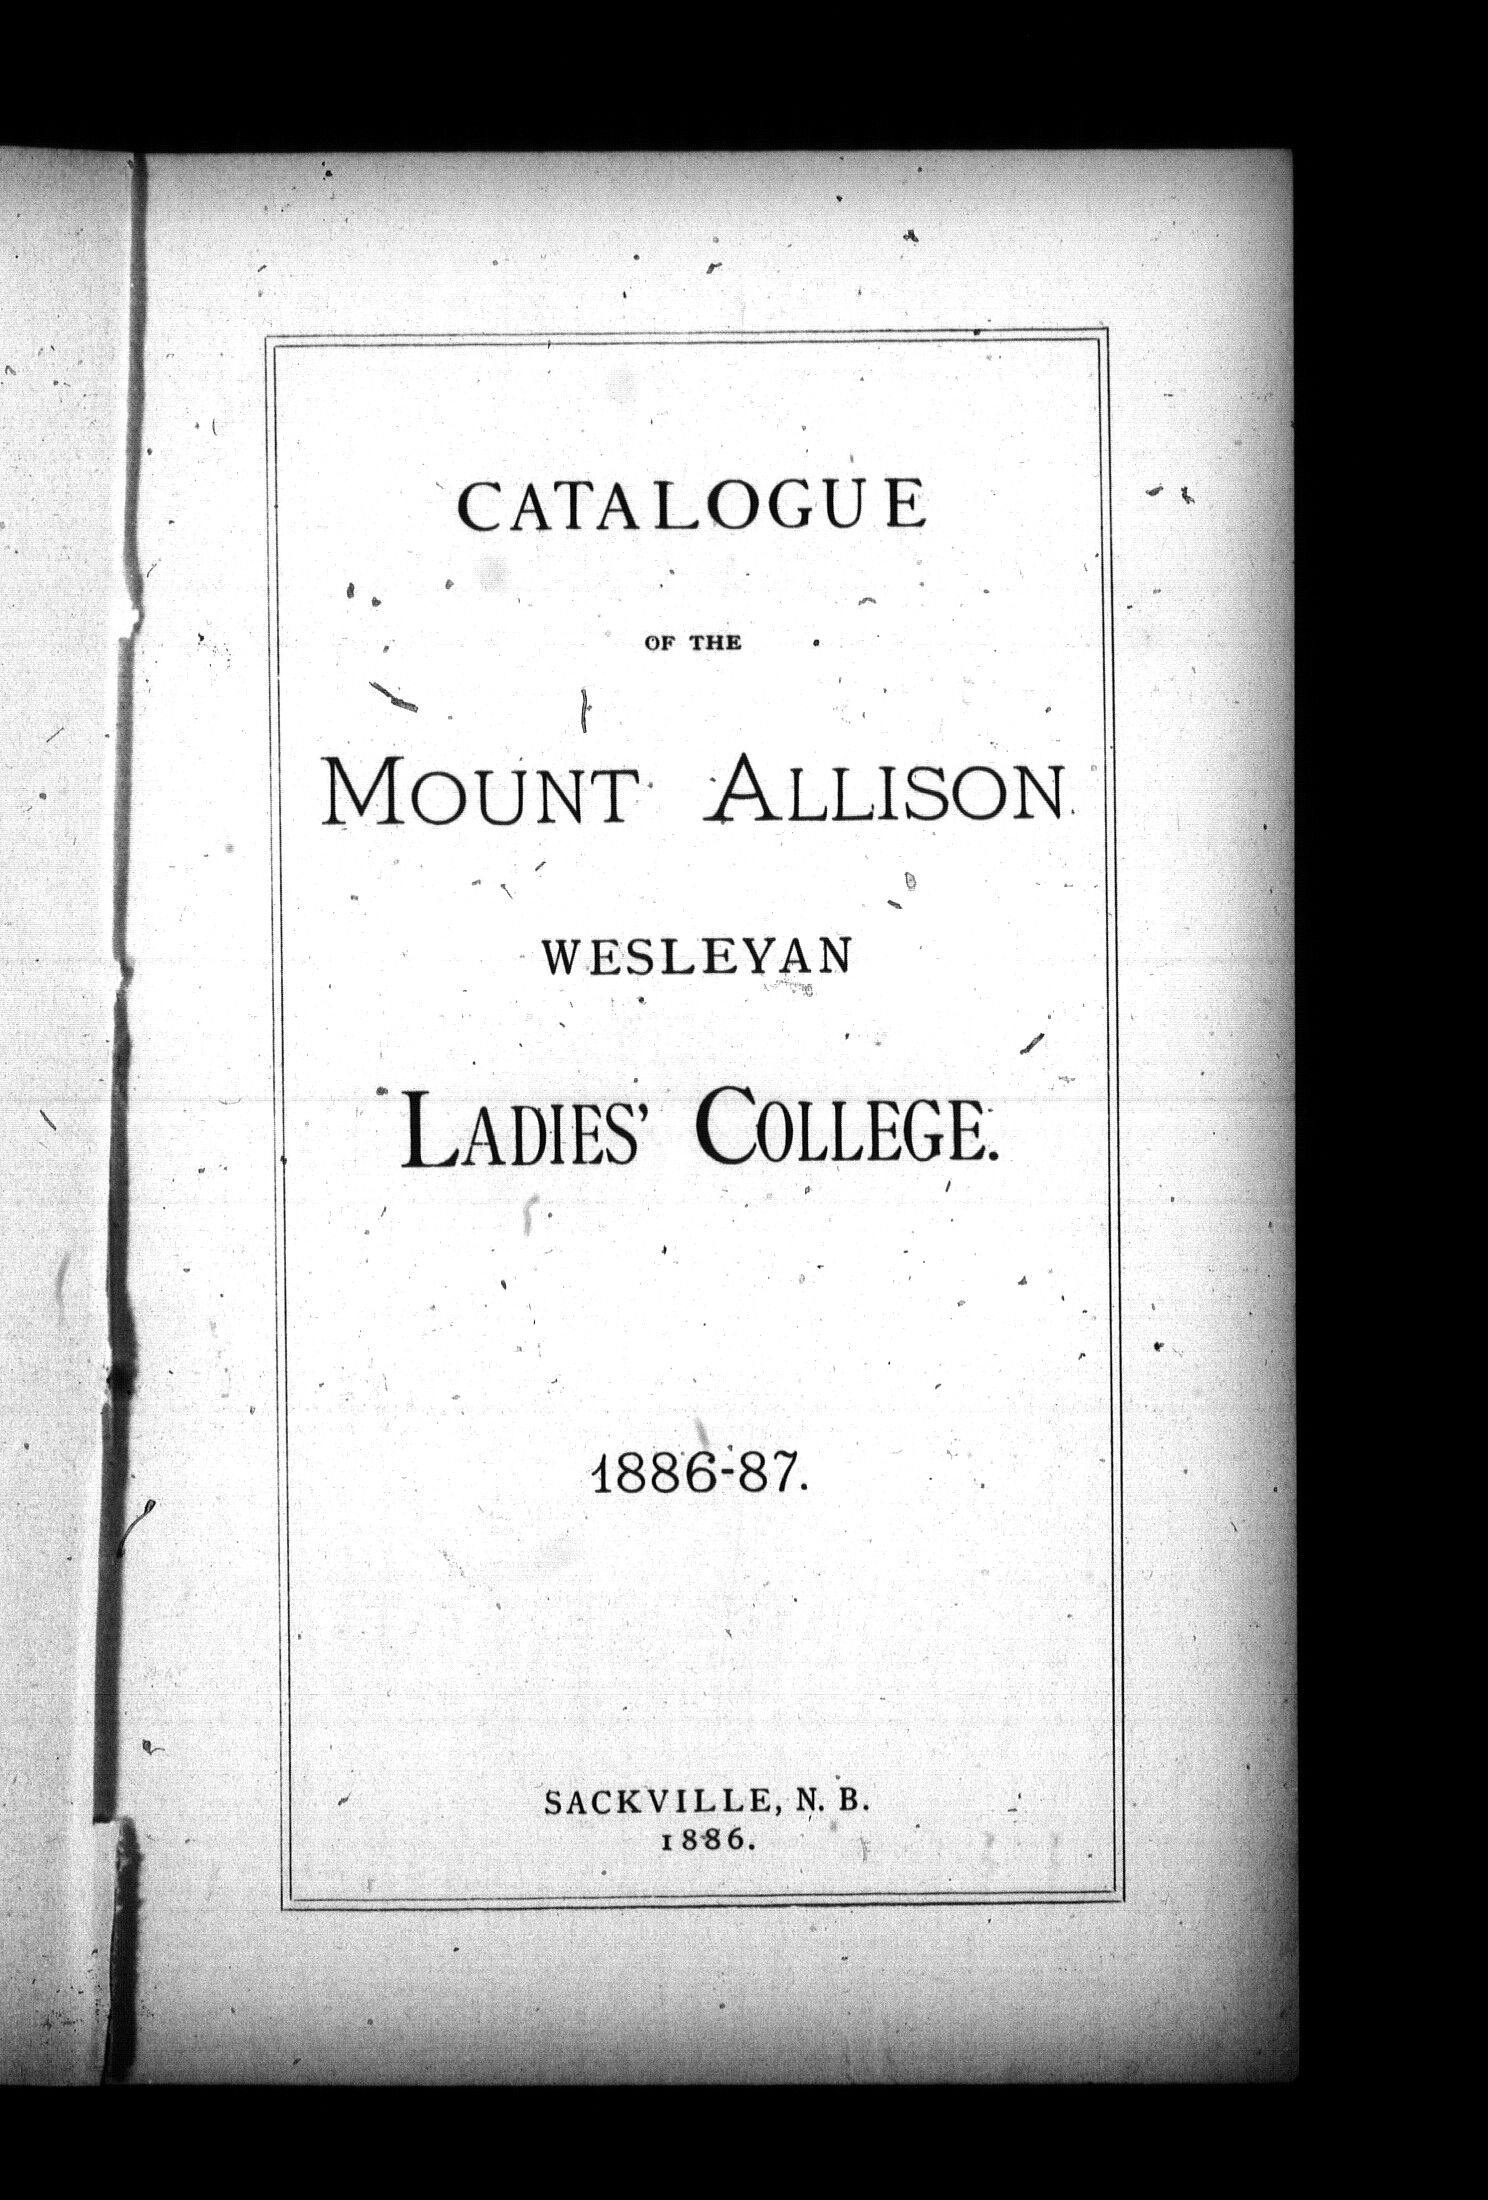 CATALOGUE
OF THE
MOUNT ALLISON
WESLEYAN
LADIES' COLLEGE.
1886-87.
SACKVILLE, N. B.
1886.